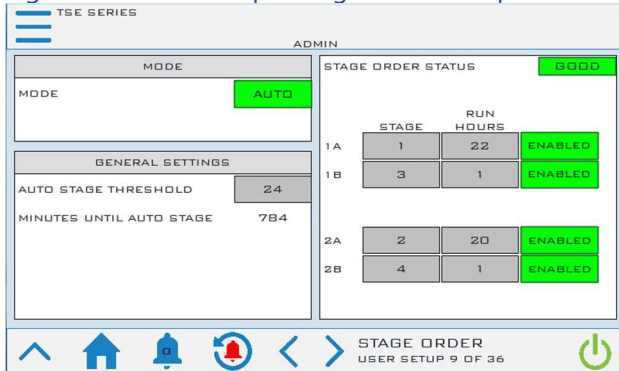 TSE SERIES
ADMIN
MODE
MODE AUTO
GENERAL SETTINGS
AUTO STAGE THRESHOLD 24
MINUTES UNTIL AUTO STAGE 784
STAGE ORDER STATUS GOOD
STAGE RUN HOURS
1A 1 22 ENABLED
1B 3 1 ENABLED
2A 2 20 ENABLED
2B 4 1 ENABLED
0
STAGE ORDER
USER SETUP 9 OF 36